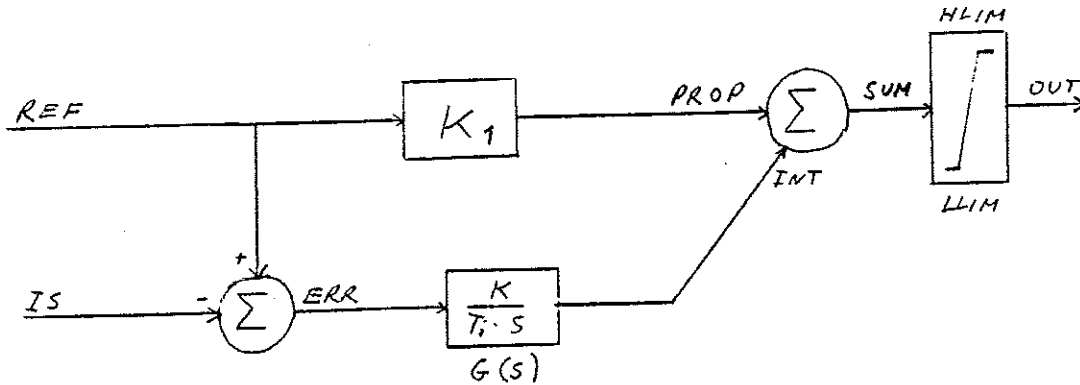 HLIM
REF
K1
PROP
Σ
SUM
OUT
INT
LLIM
+
IS
-
Σ
ERR
K
Ti · S
G(S)